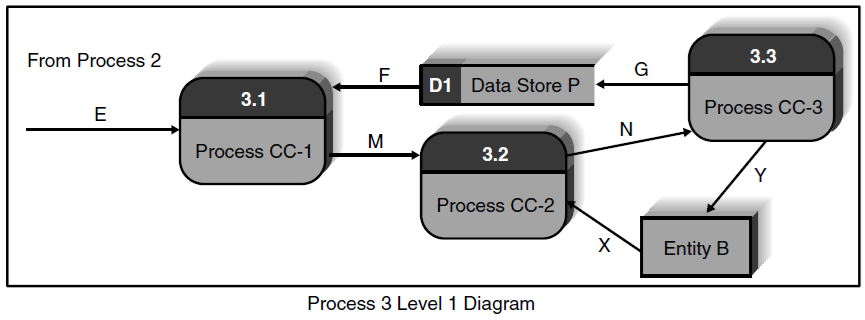 From Process 2
E
3.1
Process CC-1
F
D1 Data Store P
G
3.3
Process CC-3
M
3.2
Process CC-2
N
Y
X
Entity B
Process 3 Level 1 Diagram